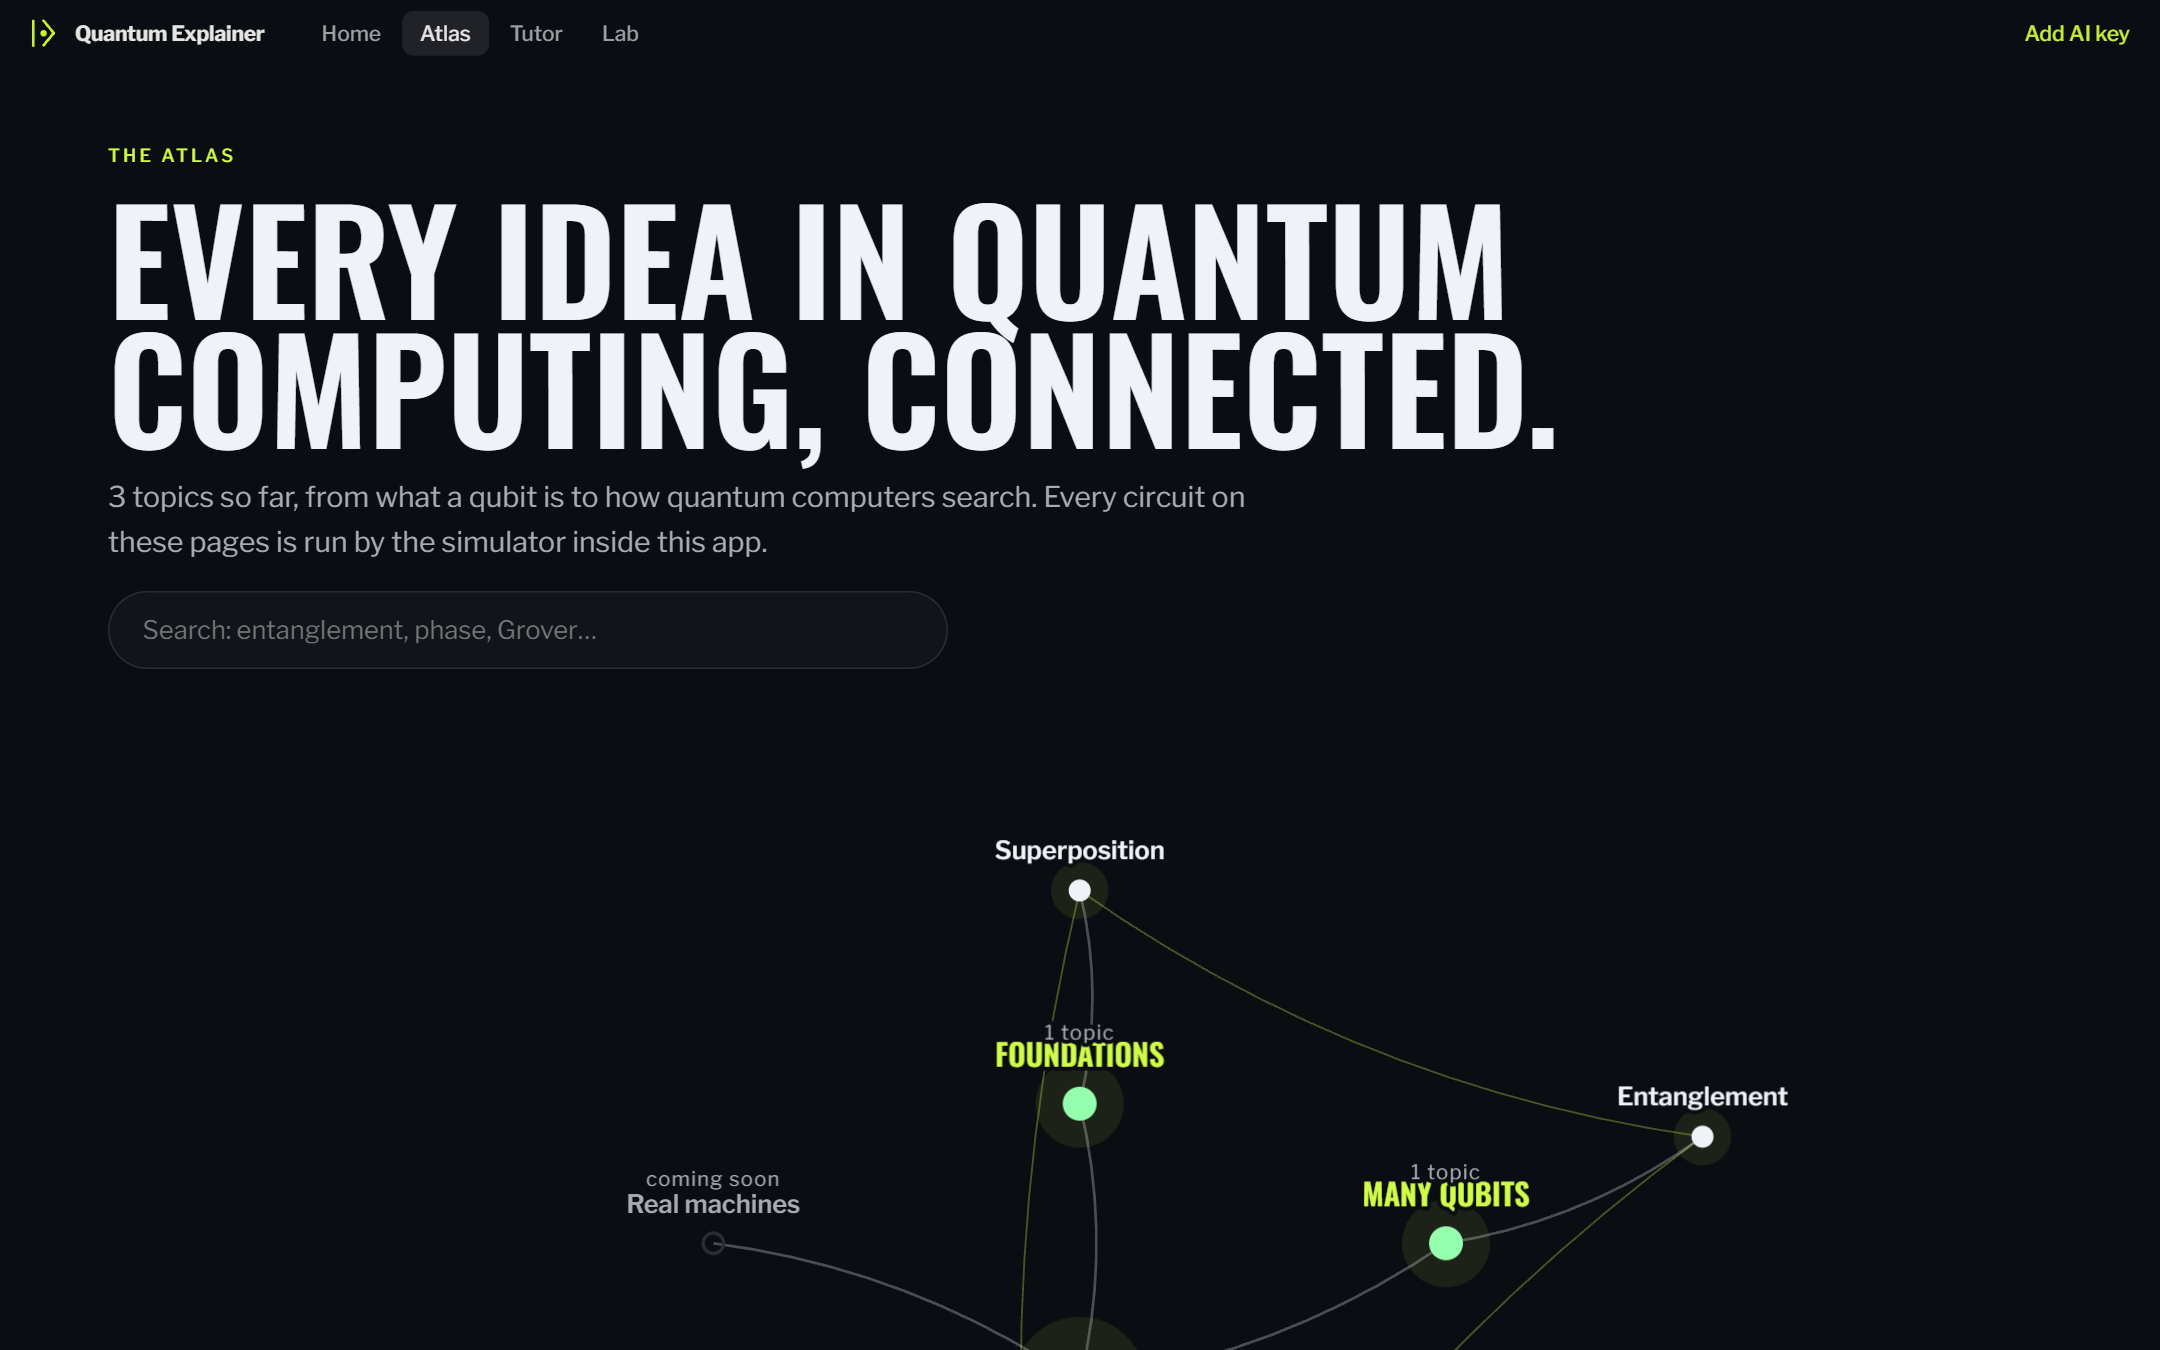 Quantum Explainer
Home
Atlas
Tutor
Lab
Add AI key
THE ATLAS
EVERY IDEA IN QUANTUM
COMPUTING, CONNECTED.
3 topics so far, from what a qubit is to how quantum computers search. Every circuit on
these pages is run by the simulator inside this app.
Search: entanglement, phase, Grover...
Superposition
1 topic
FOUNDATIONS
Entanglement
1 topic
MANY QUBITS
coming soon
Real machines